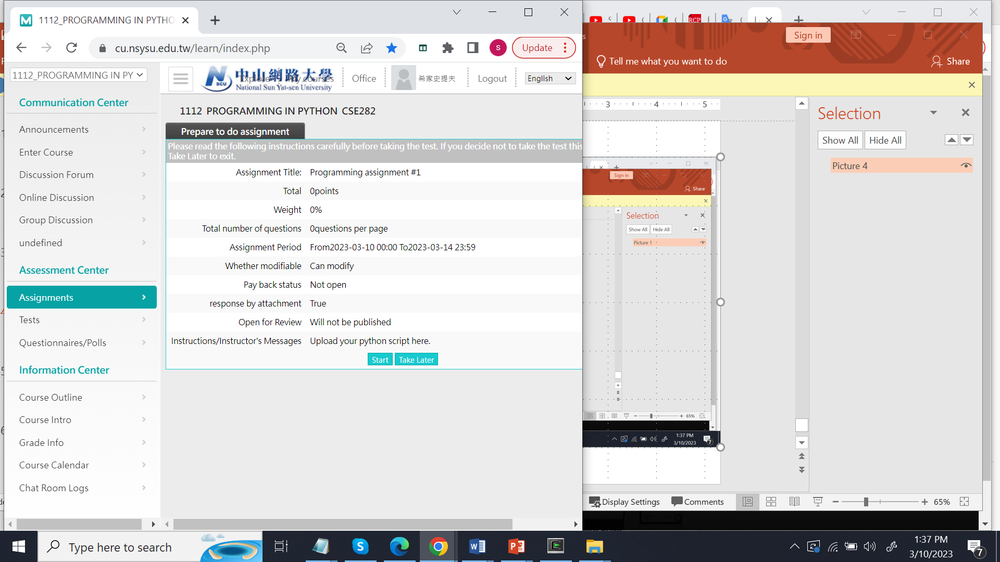 1112_PROGRAMMING IN PYTHO
cu.nsysu.edu.tw/learn/index.php
S
Update
1112_PROGRAMMING IN PY
NSCU
中山網路大學
National Sun Yat-sen University
Explore
My courses
Office
希家史提夫
Logout
English
Communication Center
Announcements
Enter Course
Discussion Forum
Online Discussion
Group Discussion
undefined
Assessment Center
Assignments
Tests
Questionnaires/Polls
Information Center
Course Outline
Course Intro
Grade Info
Course Calendar
Chat Room Logs
1112 PROGRAMMING IN PYTHON CSE282
Prepare to do assignment
Please read the following instructions carefully before taking the test. If you decide not to take the test this
Take Later to exit.
Assignment Title: Programming assignment #1
Total 0points
Weight 0%
Total number of questions 0questions per page
Assignment Period From2023-03-10 00:00 To2023-03-14 23:59
Whether modifiable Can modify
Pay back status Not open
response by attachment True
Open for Review Will not be published
Instructions/Instructor's Messages Upload your python script here.
Start Take Later
RCP
Sign in
Tell me what you want to do
Share
3 4 5
Selection
Show All Hide All
Picture 4
Sign in
Share
Selection
Show All Hide All
Picture 1
65%
1:37 PM
3/10/2023
7
Display Settings Comments 65%
Type here to search
1:37 PM
3/10/2023
7